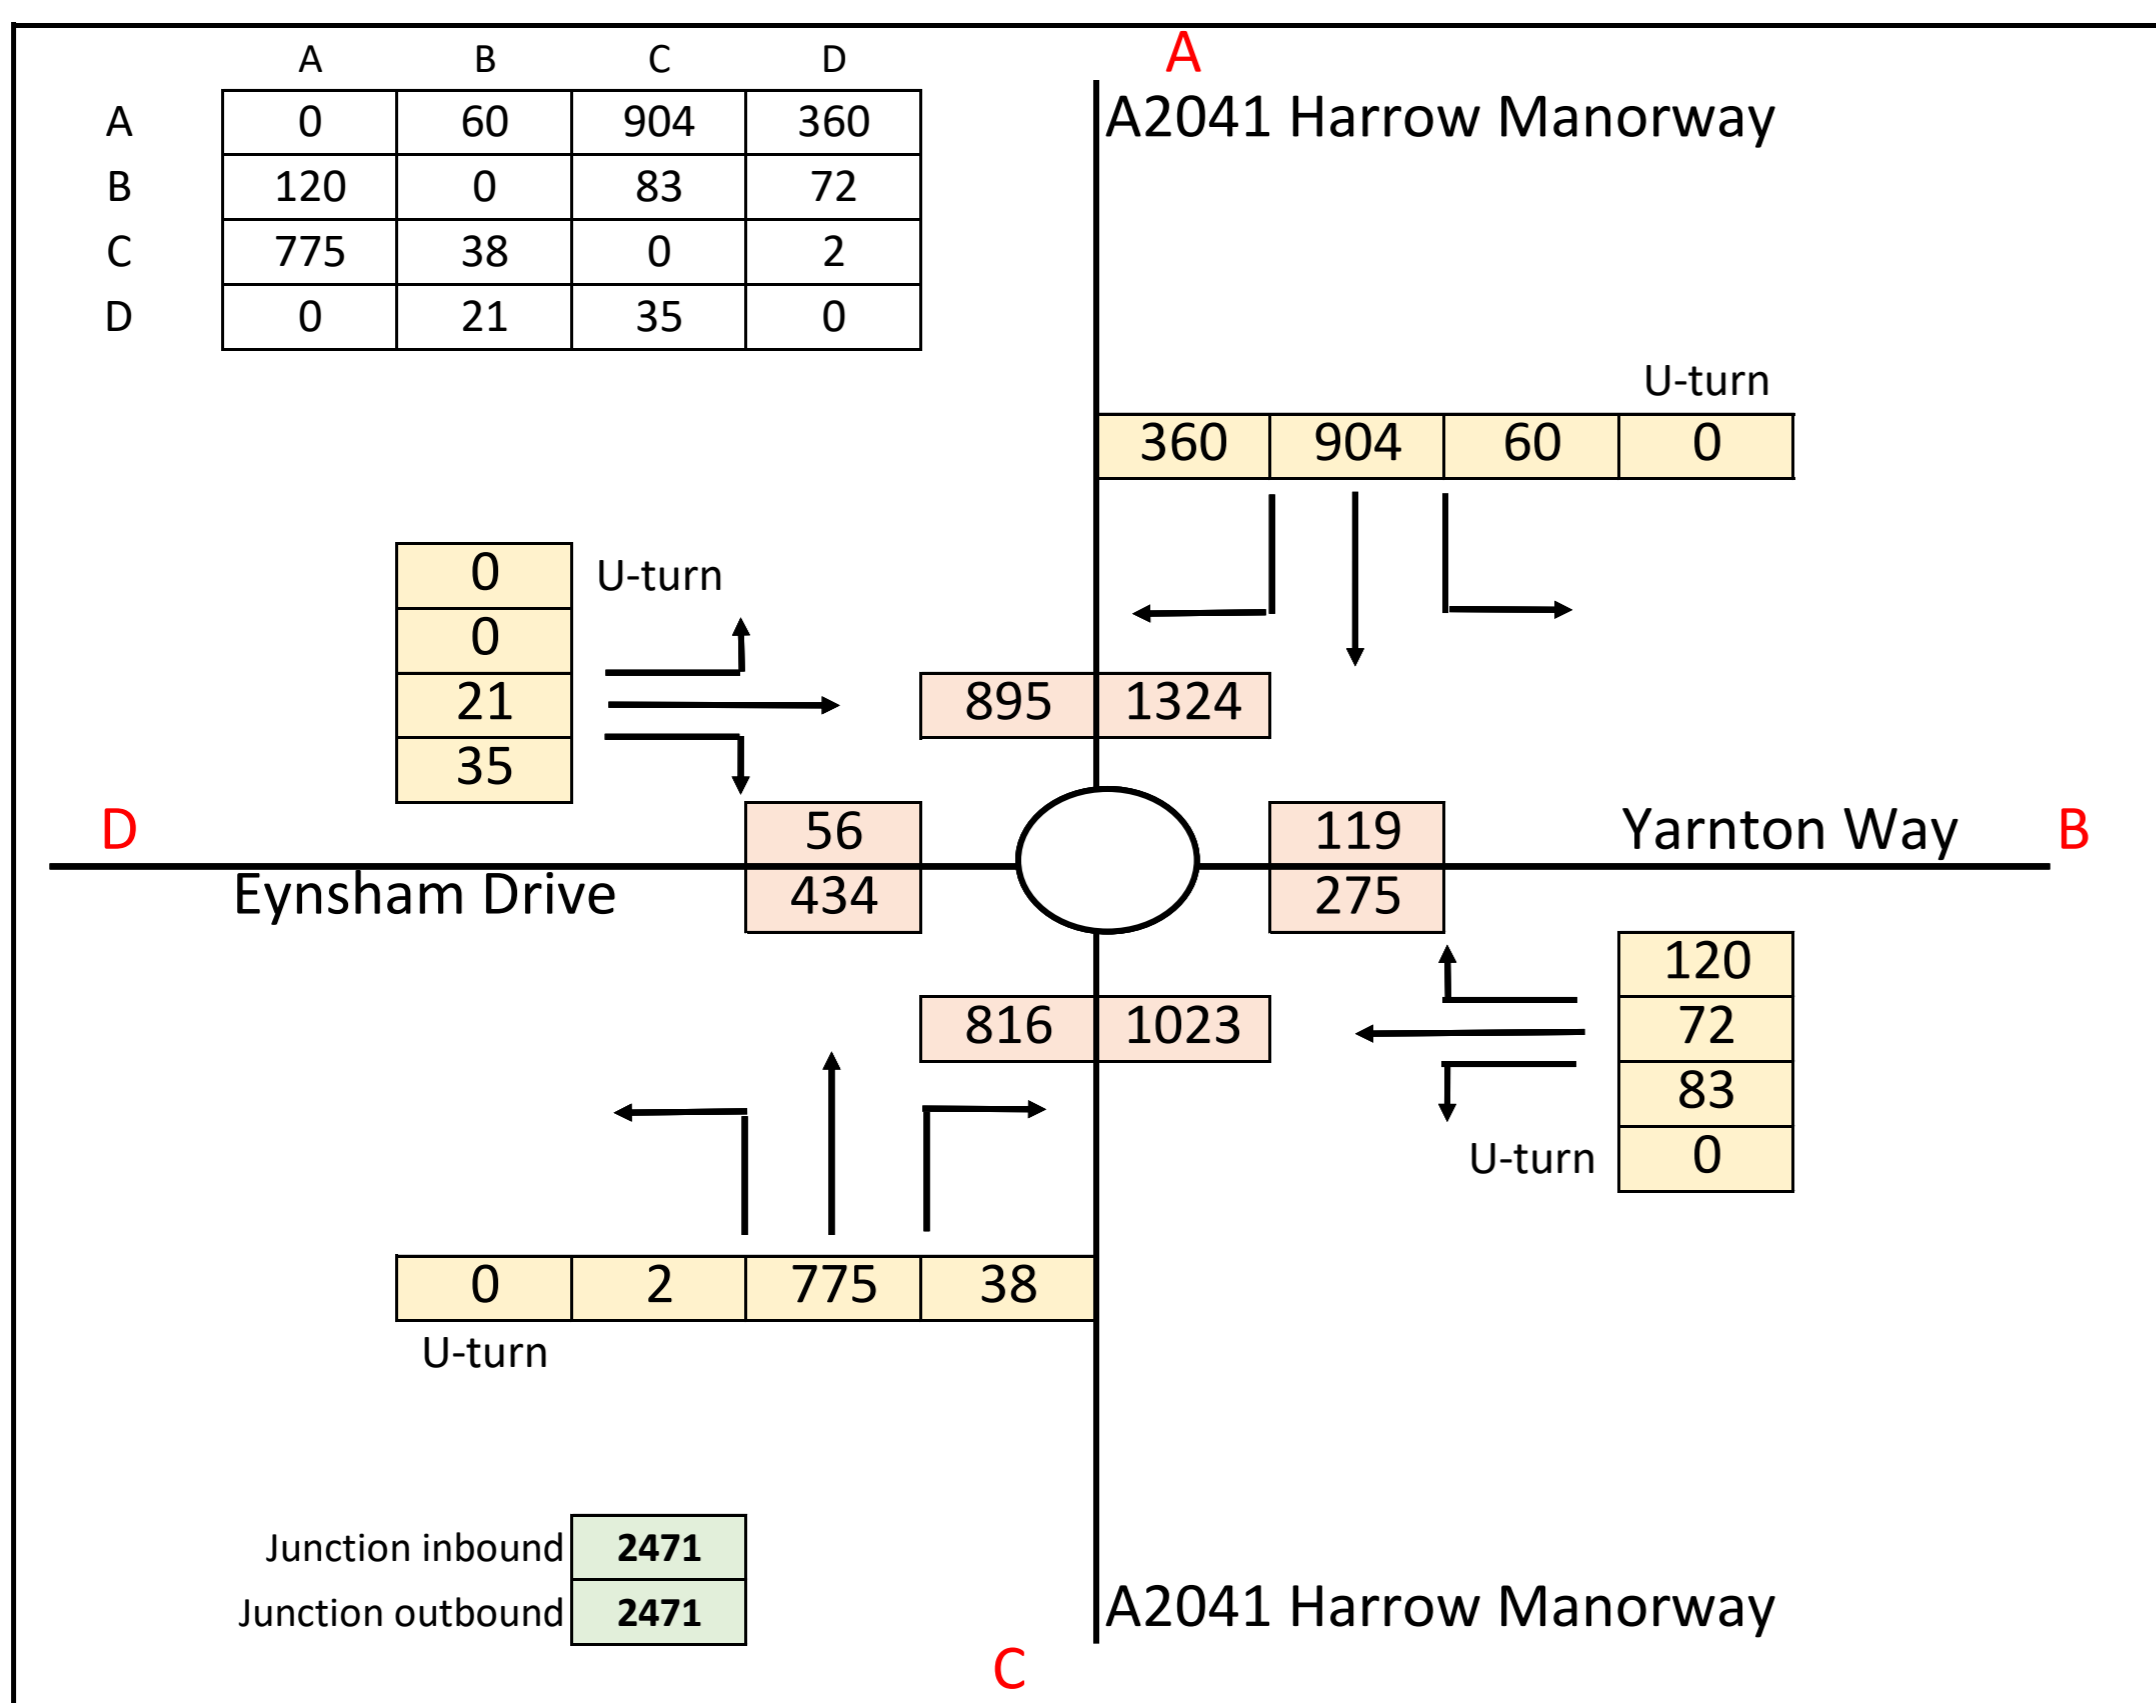 A B C D
A 0 60 904 360
B 120 0 83 72
C 775 38 0 2
D 0 21 35 0
A
A2041 Harrow Manorway
U-turn
360 904 60 0
0 U-turn
0
21
35
895 1324
D
56
434
Eynsham Drive
119
275
Yarnton Way
B
816 1023
120
72
83
U-turn 0
0 2 775 38
U-turn
Junction inbound 2471
Junction outbound 2471
A2041 Harrow Manorway
C